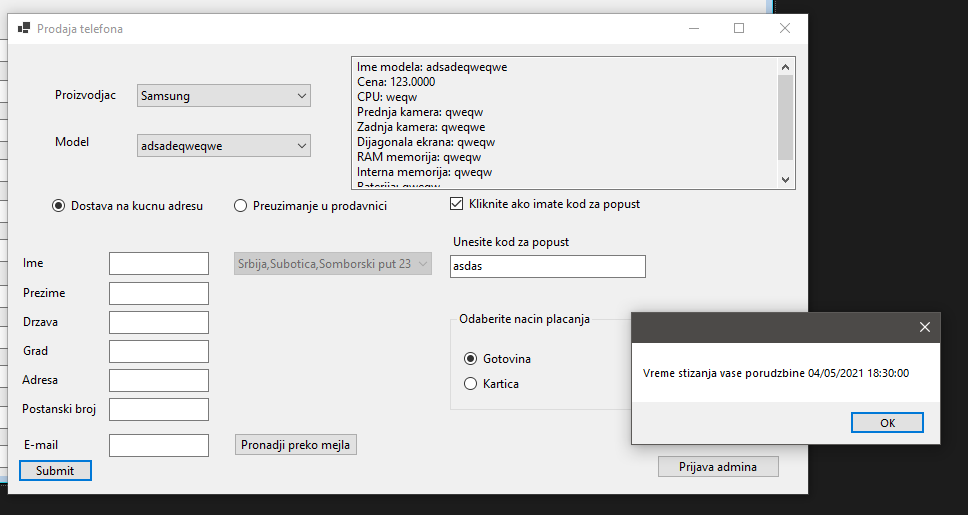 Prodaja telefona
Proizvodjac
Samsung
Model
adsadeqweqwe
Ime modela: adsadeqweqwe
Cena: 123.0000
CPU: weqw
Prednja kamera: qweqw
Zadnja kamera: qweqwe
Dijagonala ekrana: qweqw
RAM memorija: qweqw
Interna memorija: qweqw
Baterija: qweqw
Dostava na kucnu adresu
Preuzimanje u prodavnici
Kliknite ako imate kod za popust
Unesite kod za popust
asdas
Ime
Srbija,Subotica,Somborski put 23
Prezime
Drzava
Grad
Adresa
Postanski broj
E-mail
Pronadji preko mejla
Submit
Odaberite nacin placanja
Gotovina
Kartica
Vreme stizanja vase porudzbine 04/05/2021 18:30:00
OK
Prijava admina